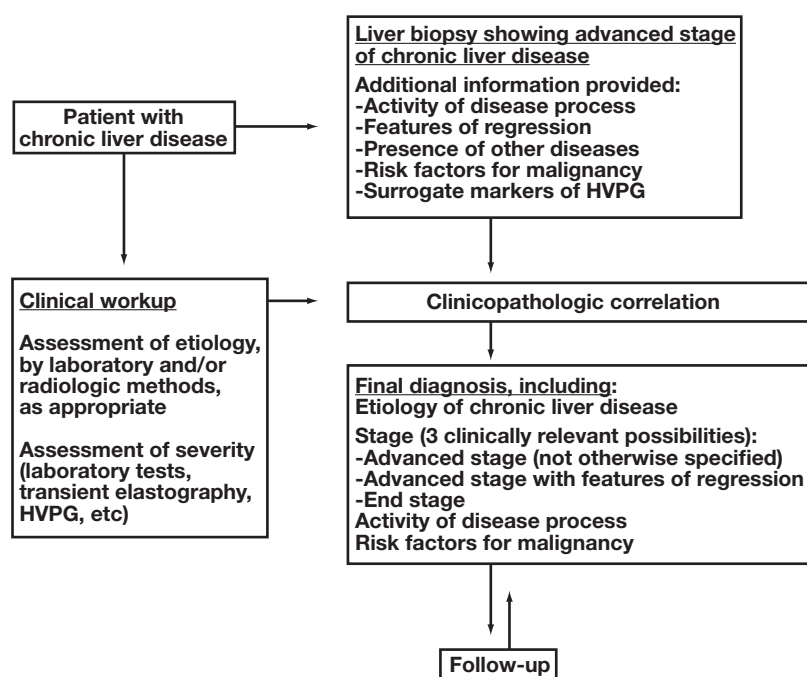 Patient with
chronic liver disease
Liver biopsy showing advanced stage
of chronic liver disease
Additional information provided:
-Activity of disease process
-Features of regression
-Presence of other diseases
-Risk factors for malignancy
-Surrogate markers of HVPG
Clinical workup
Assessment of etiology,
by laboratory and/or
radiologic methods,
as appropriate
Assessment of severity
(laboratory tests,
transient elastography,
HVPG, etc)
Clinicopathologic correlation
Final diagnosis, including:
Etiology of chronic liver disease
Stage (3 clinically relevant possibilities):
-Advanced stage (not otherwise specified)
-Advanced stage with features of regression
-End stage
Activity of disease process
Risk factors for malignancy
Follow-up